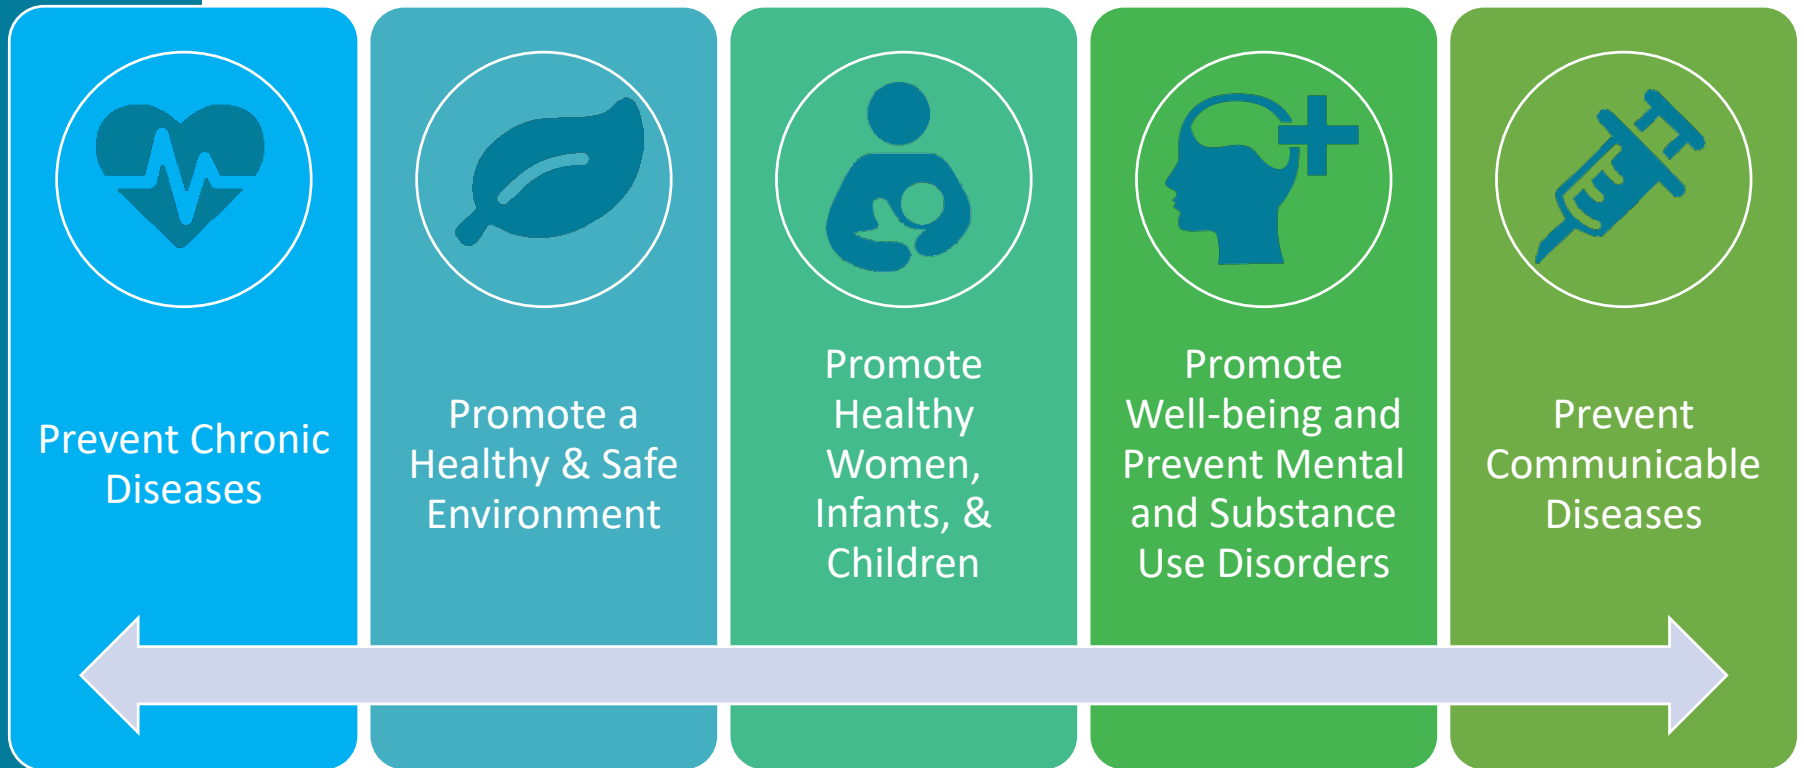 Prevent Chronic
Diseases
Promote a
Healthy & Safe
Environment
Promote
Healthy
Women,
Infants, &
Children
Promote
Well-being and
Prevent Mental
and Substance
Use Disorders
Prevent
Communicable
Diseases